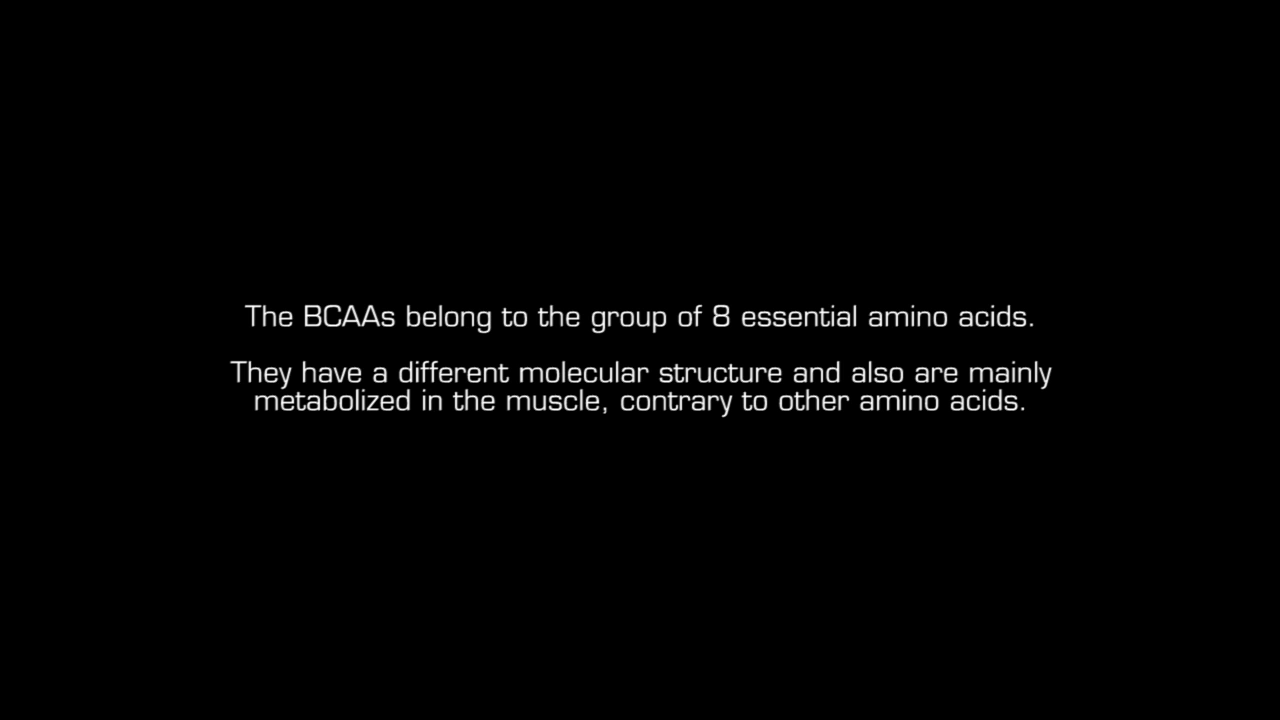 The BCAAs belong to the group of 8 essential amino acids.
They have a different molecular structure and also are mainly
metabolized in the muscle, contrary to other amino acids.